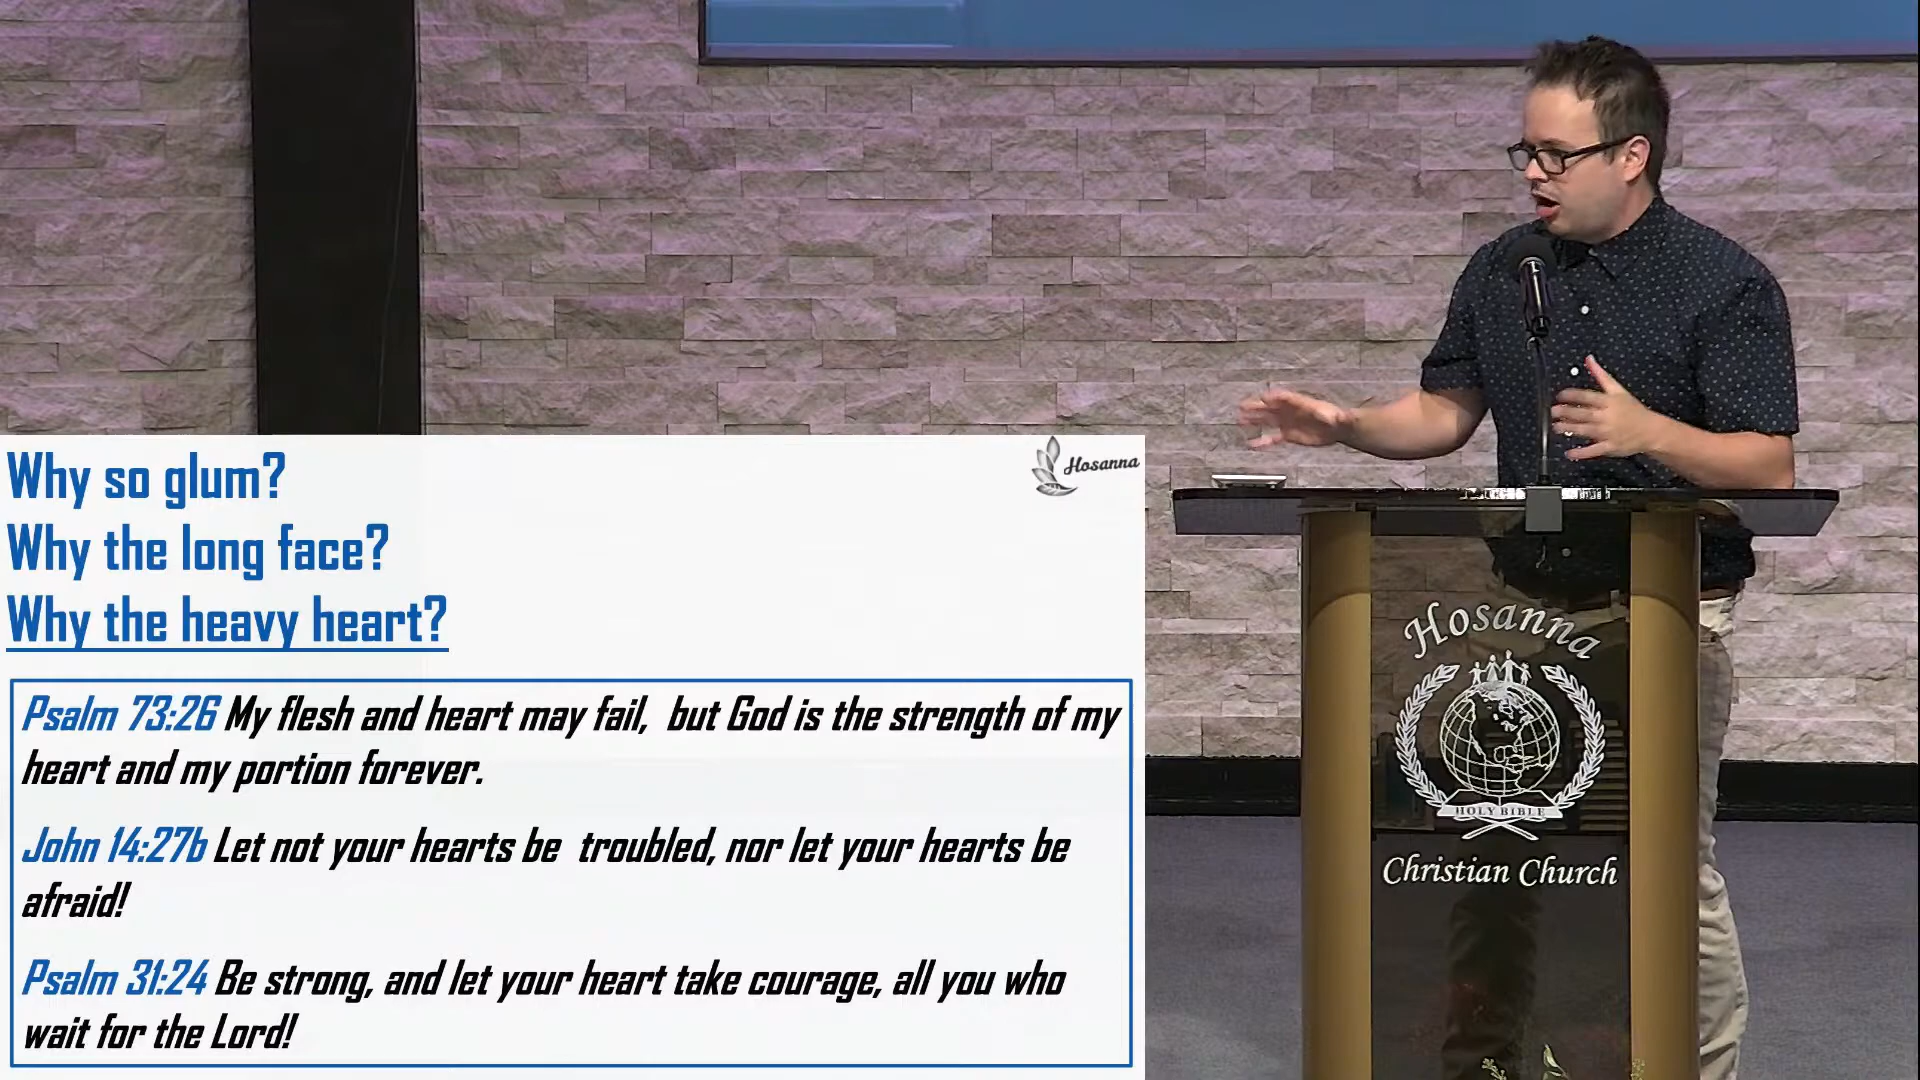 Why so glum?
Why the long face?
Why the heavy heart?
Hosanna
Psalm 73:26 My flesh and heart may fail,  but God is the strength of my
heart and my portion forever.
John 14:27b Let not your hearts be  troubled, nor let your hearts be
afraid!
Psalm 31:24 Be strong, and let your heart take courage, all you who
wait for the Lord!
Hosanna
HOLY BIBLE
Christian Church